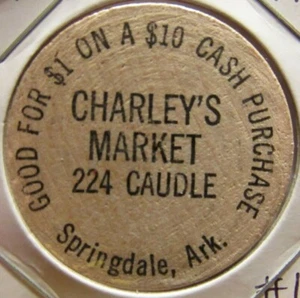 GOOD FOR $1 ON A $10 CASH PURCHASE
CHARLEY'S
MARKET
224 CAUDLE
Springdale, Ark.